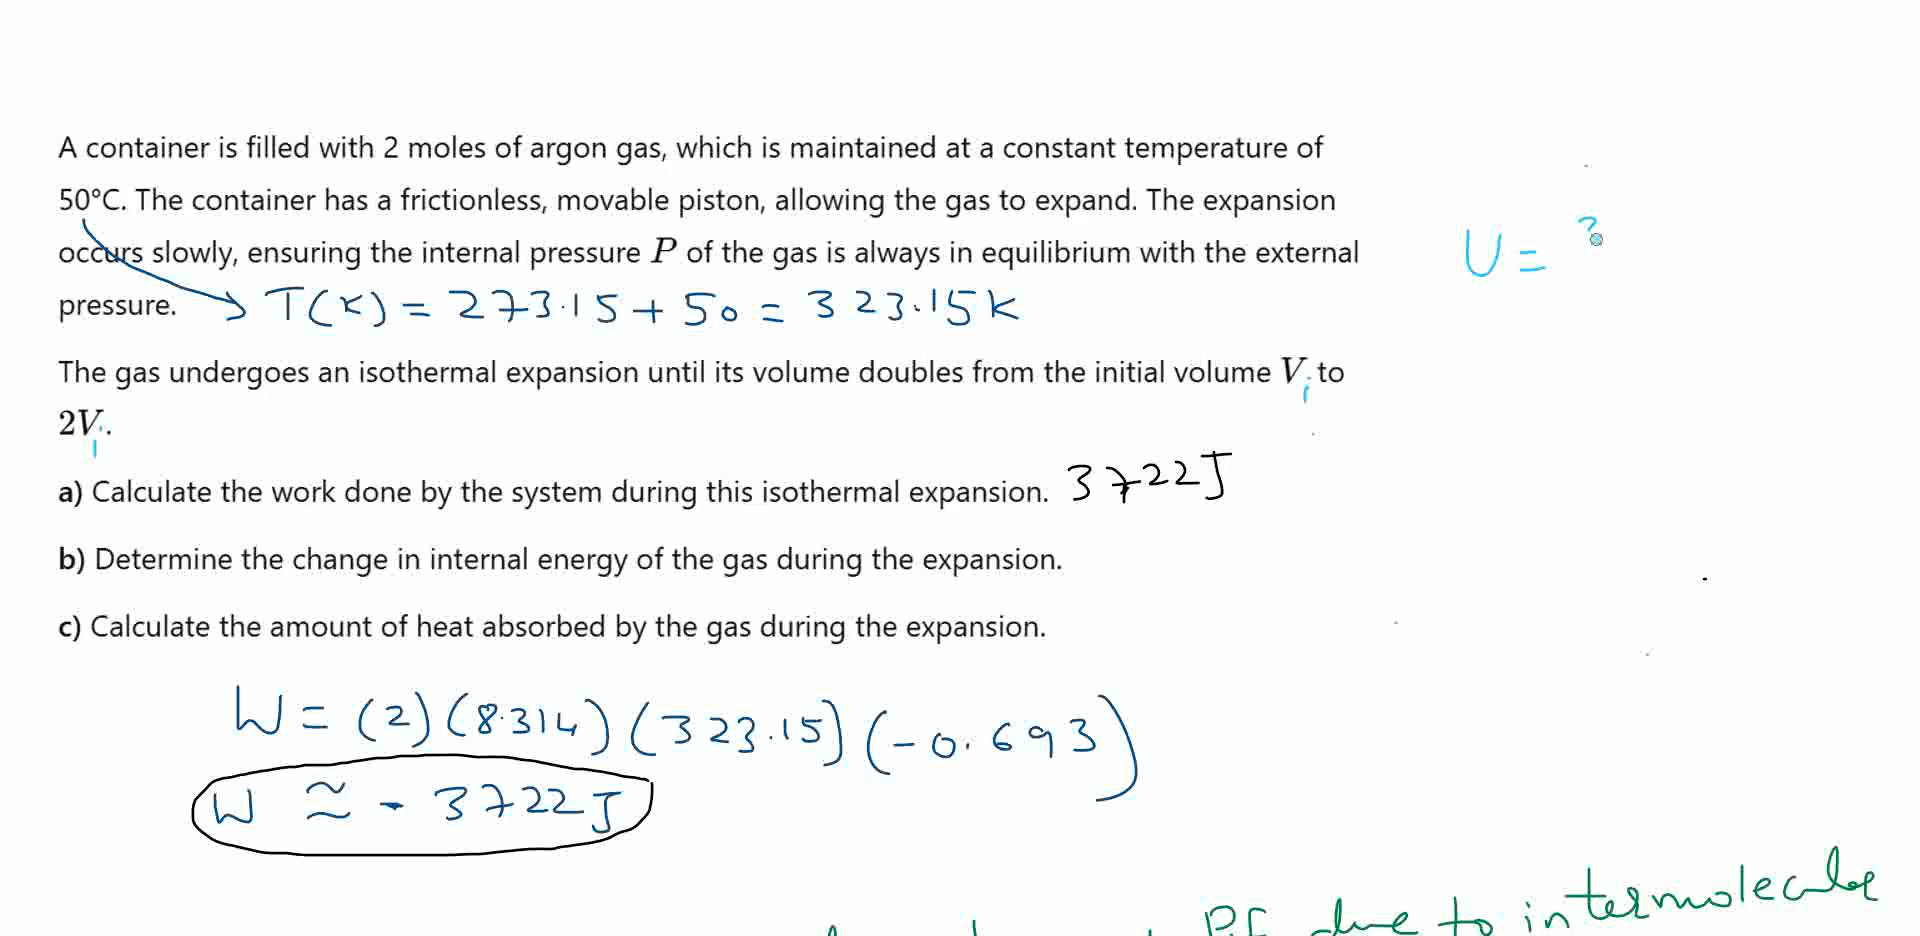 A container is filled with 2 moles of argon gas, which is maintained at a constant temperature of
50°C. The container has a frictionless, movable piston, allowing the gas to expand. The expansion
occurs slowly, ensuring the internal pressure P of the gas is always in equilibrium with the external
U = ?
pressure.
T(K) = 273.15 + 50 = 323.15K
The gas undergoes an isothermal expansion until its volume doubles from the initial volume Vᵢ to
2Vᵢ.
a) Calculate the work done by the system during this isothermal expansion. 3722J
b) Determine the change in internal energy of the gas during the expansion.
c) Calculate the amount of heat absorbed by the gas during the expansion.
W = (2)(8.314)(323.15)(-0.693)
W ≈ - 3722J
P.E due to intermolecular